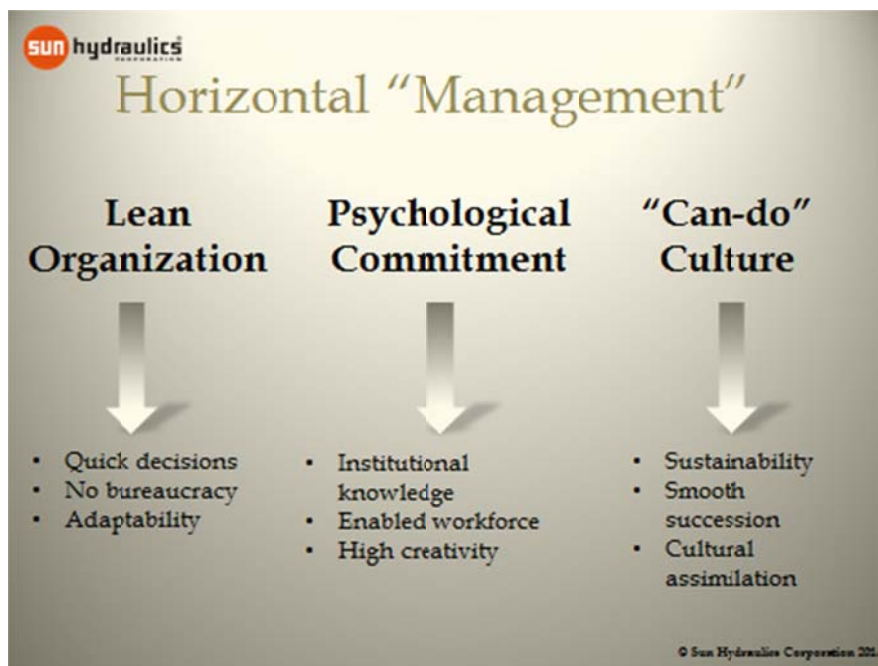 sun hydraulics
CORPORATION
Horizontal “Management”
Lean
Organization
• Quick decisions
• No bureaucracy
• Adaptability
Psychological
Commitment
• Institutional
knowledge
• Enabled workforce
• High creativity
“Can-do”
Culture
• Sustainability
• Smooth
succession
• Cultural
assimilation
© Sun Hydraulics Corporation